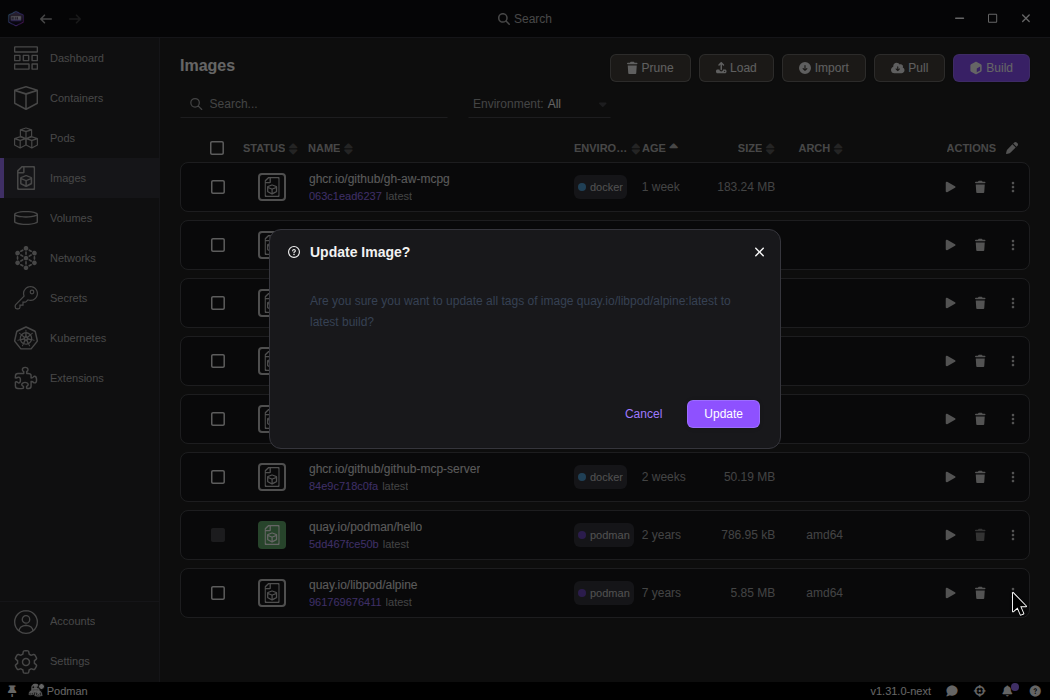 Search
Dashboard
Containers
Pods
Images
Volumes
Networks
Secrets
Kubernetes
Extensions
Accounts
Settings
Images
Prune
Load
Import
Pull
Build
Search...
Environment: All
STATUS NAME ENVIRO... AGE SIZE ARCH ACTIONS
ghcr.io/github/gh-aw-mcpg
063c1ead6237 latest
docker 1 week 183.24 MB
Update Image?
Are you sure you want to update all tags of image quay.io/libpod/alpine:latest to
latest build?
Cancel
Update
ghcr.io/github/github-mcp-server
84e9c718c0fa latest
docker 2 weeks 50.19 MB
quay.io/podman/hello
5dd467fce50b latest
podman 2 years 786.95 kB amd64
quay.io/libpod/alpine
961769676411 latest
podman 7 years 5.85 MB amd64
Podman
v1.31.0-next